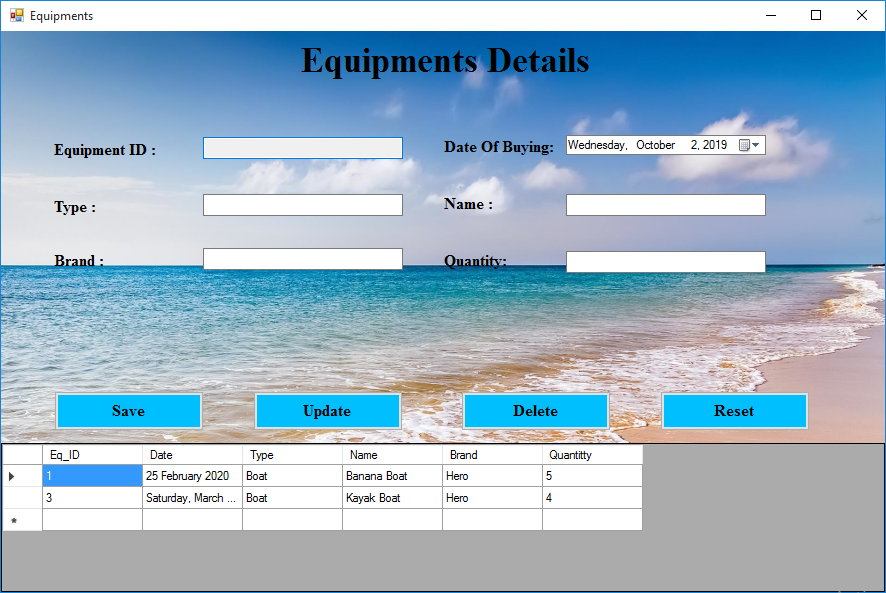 Equipments
Equipments Details
Equipment ID : Date Of Buying: Wednesday, October 2, 2019
Type : Name :
Brand : Quantity:
Save Update Delete Reset
Eq_ID Date Type Name Brand Quantitty
1 25 February 2020 Boat Banana Boat Hero 5
3 Saturday, March ... Boat Kayak Boat Hero 4